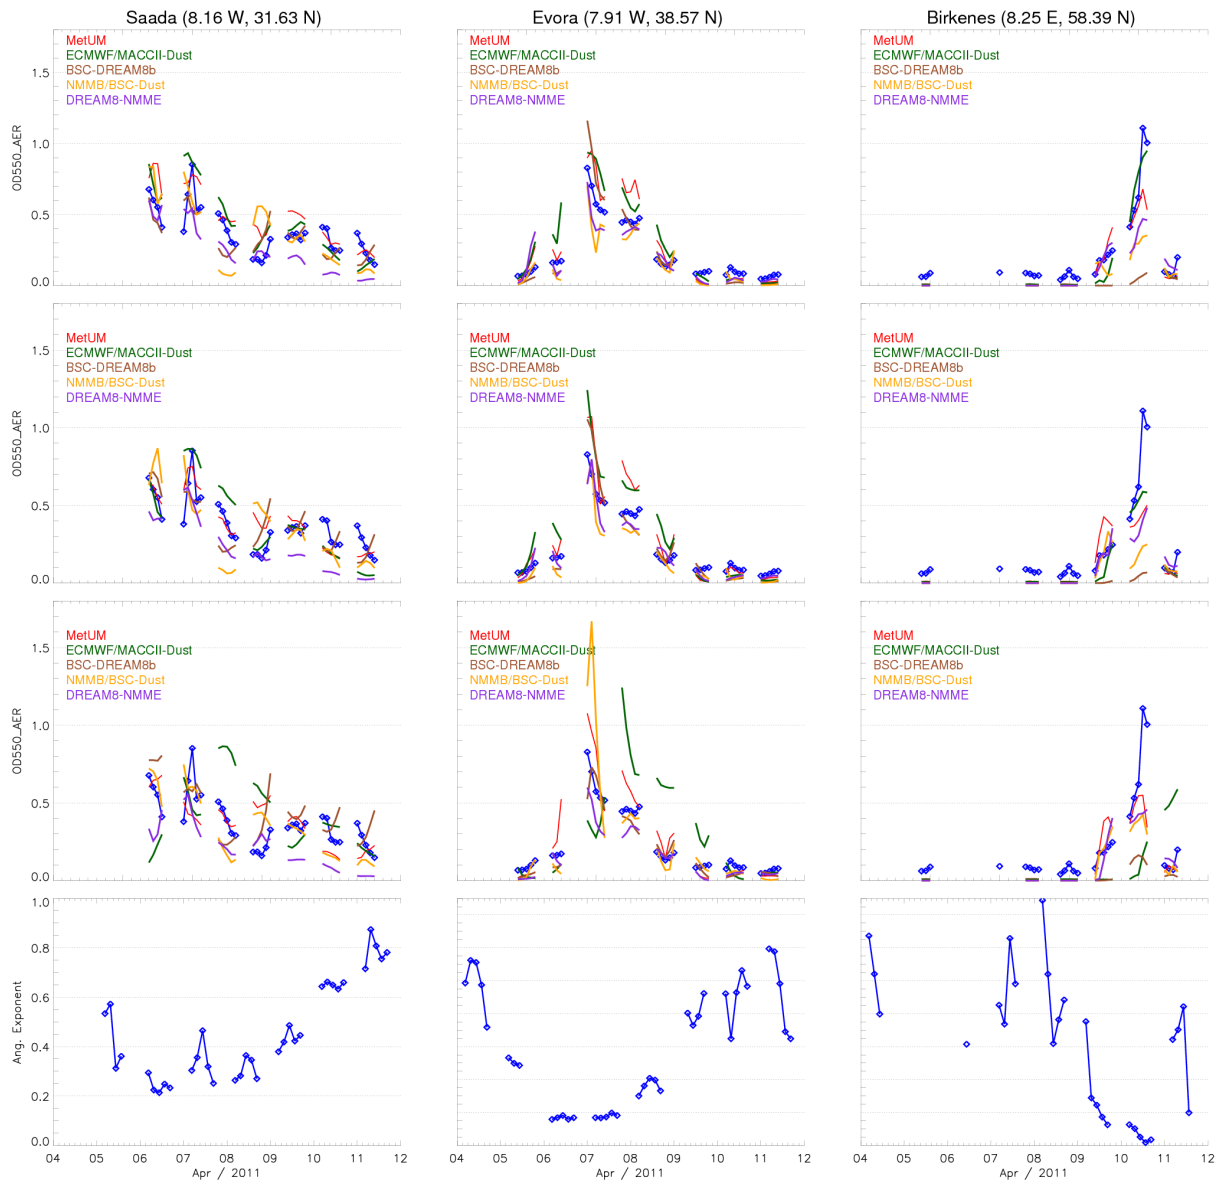 Saada (8.16 W, 31.63 N)
Evora (7.91 W, 38.57 N)
Birkenes (8.25 E, 58.39 N)
OD550_AER
1.5
1.0
0.5
0.0
MetUM
ECMWF/MACCII-Dust
BSC-DREAM8b
NMMB/BSC-Dust
DREAM8-NMME
MetUM
ECMWF/MACCII-Dust
BSC-DREAM8b
NMMB/BSC-Dust
DREAM8-NMME
MetUM
ECMWF/MACCII-Dust
BSC-DREAM8b
NMMB/BSC-Dust
DREAM8-NMME
OD550_AER
1.5
1.0
0.5
0.0
MetUM
ECMWF/MACCII-Dust
BSC-DREAM8b
NMMB/BSC-Dust
DREAM8-NMME
MetUM
ECMWF/MACCII-Dust
BSC-DREAM8b
NMMB/BSC-Dust
DREAM8-NMME
MetUM
ECMWF/MACCII-Dust
BSC-DREAM8b
NMMB/BSC-Dust
DREAM8-NMME
OD550_AER
1.5
1.0
0.5
0.0
MetUM
ECMWF/MACCII-Dust
BSC-DREAM8b
NMMB/BSC-Dust
DREAM8-NMME
MetUM
ECMWF/MACCII-Dust
BSC-DREAM8b
NMMB/BSC-Dust
DREAM8-NMME
MetUM
ECMWF/MACCII-Dust
BSC-DREAM8b
NMMB/BSC-Dust
DREAM8-NMME
Ang. Exponent
1.0
0.8
0.6
0.4
0.2
0.0
04 05 06 07 08 09 10 11 12
Apr / 2011
04 05 06 07 08 09 10 11 12
Apr / 2011
04 05 06 07 08 09 10 11 12
Apr / 2011